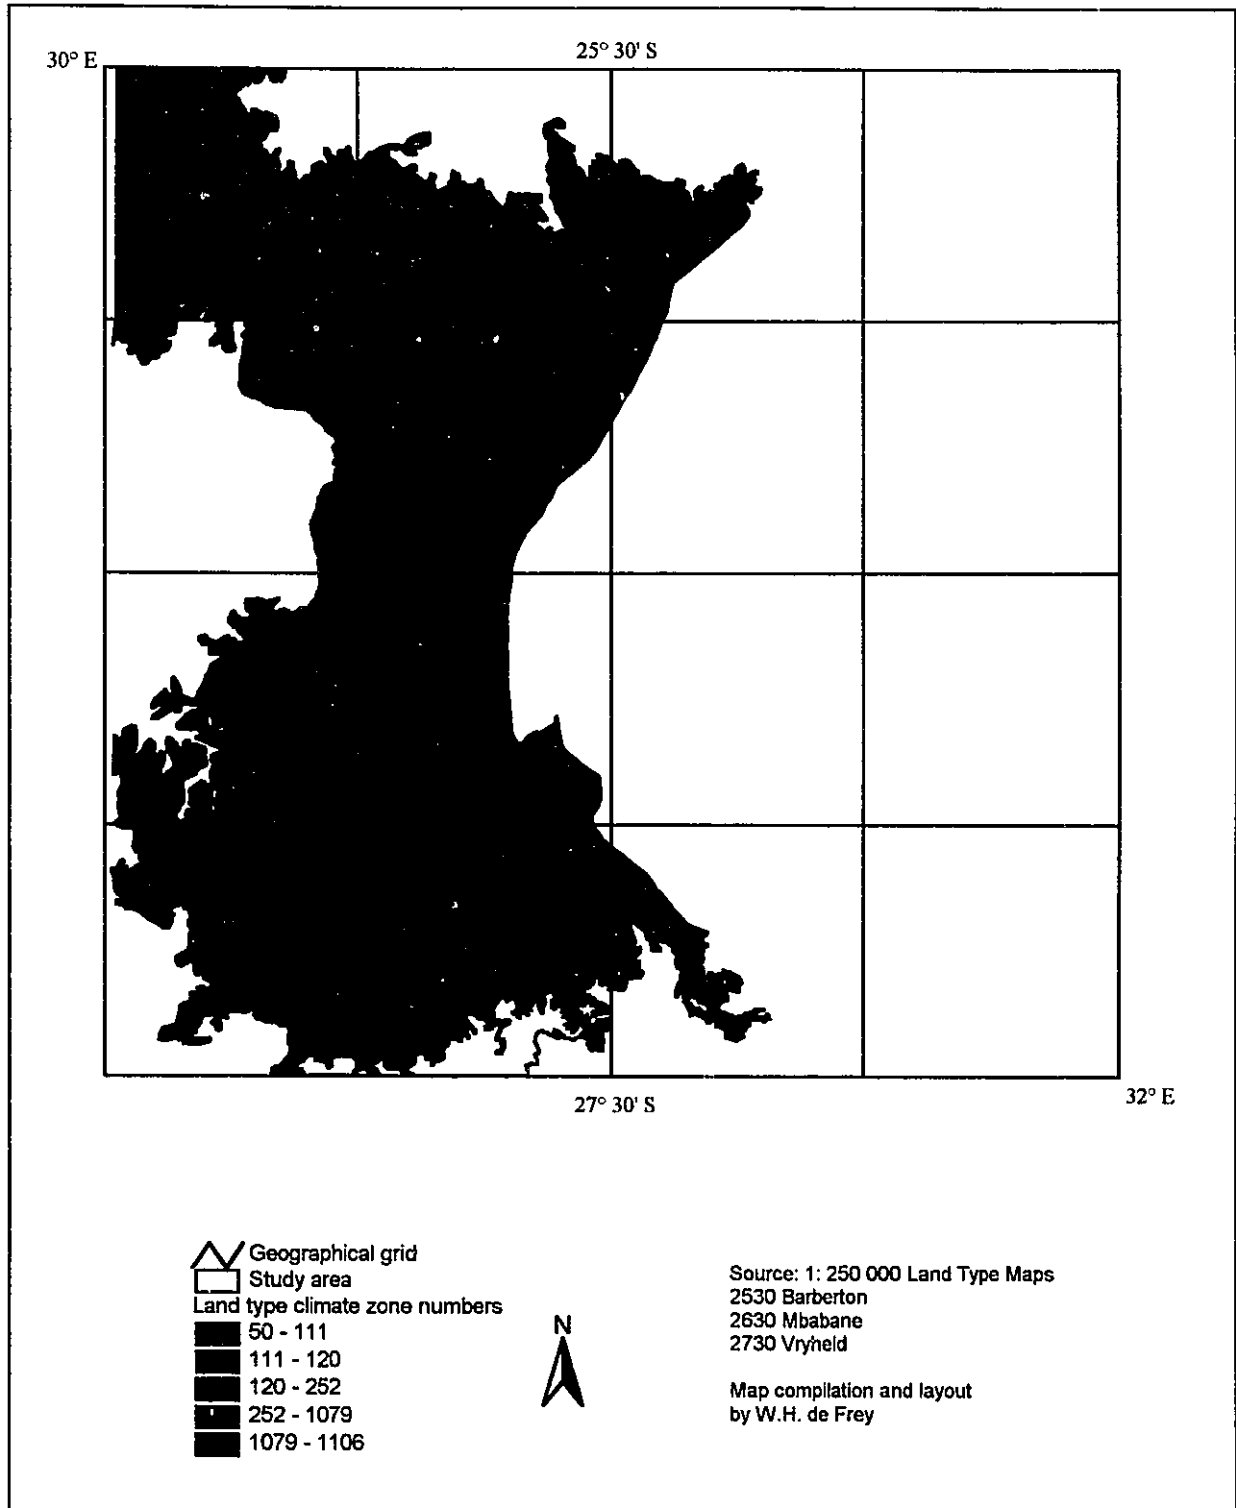 30° E
25° 30' S
27° 30' S
32° E
Geographical grid
Study area
Land type climate zone numbers
50 - 111
111 - 120
120 - 252
252 - 1079
1079 - 1106
N
Source: 1: 250 000 Land Type Maps
2530 Barberton
2630 Mbabane
2730 Vryheid
Map compilation and layout
by W.H. de Frey